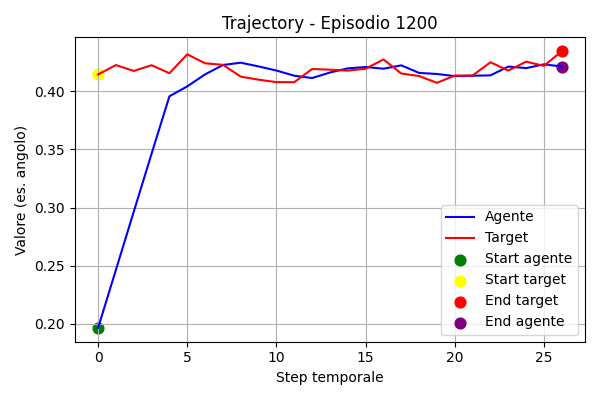 Trajectory - Episodio 1200
Valore (es. angolo)
0.40
0.35
0.30
0.25
0.20
0
5
10
15
20
25
Step temporale
Agente
Target
Start agente
Start target
End target
End agente